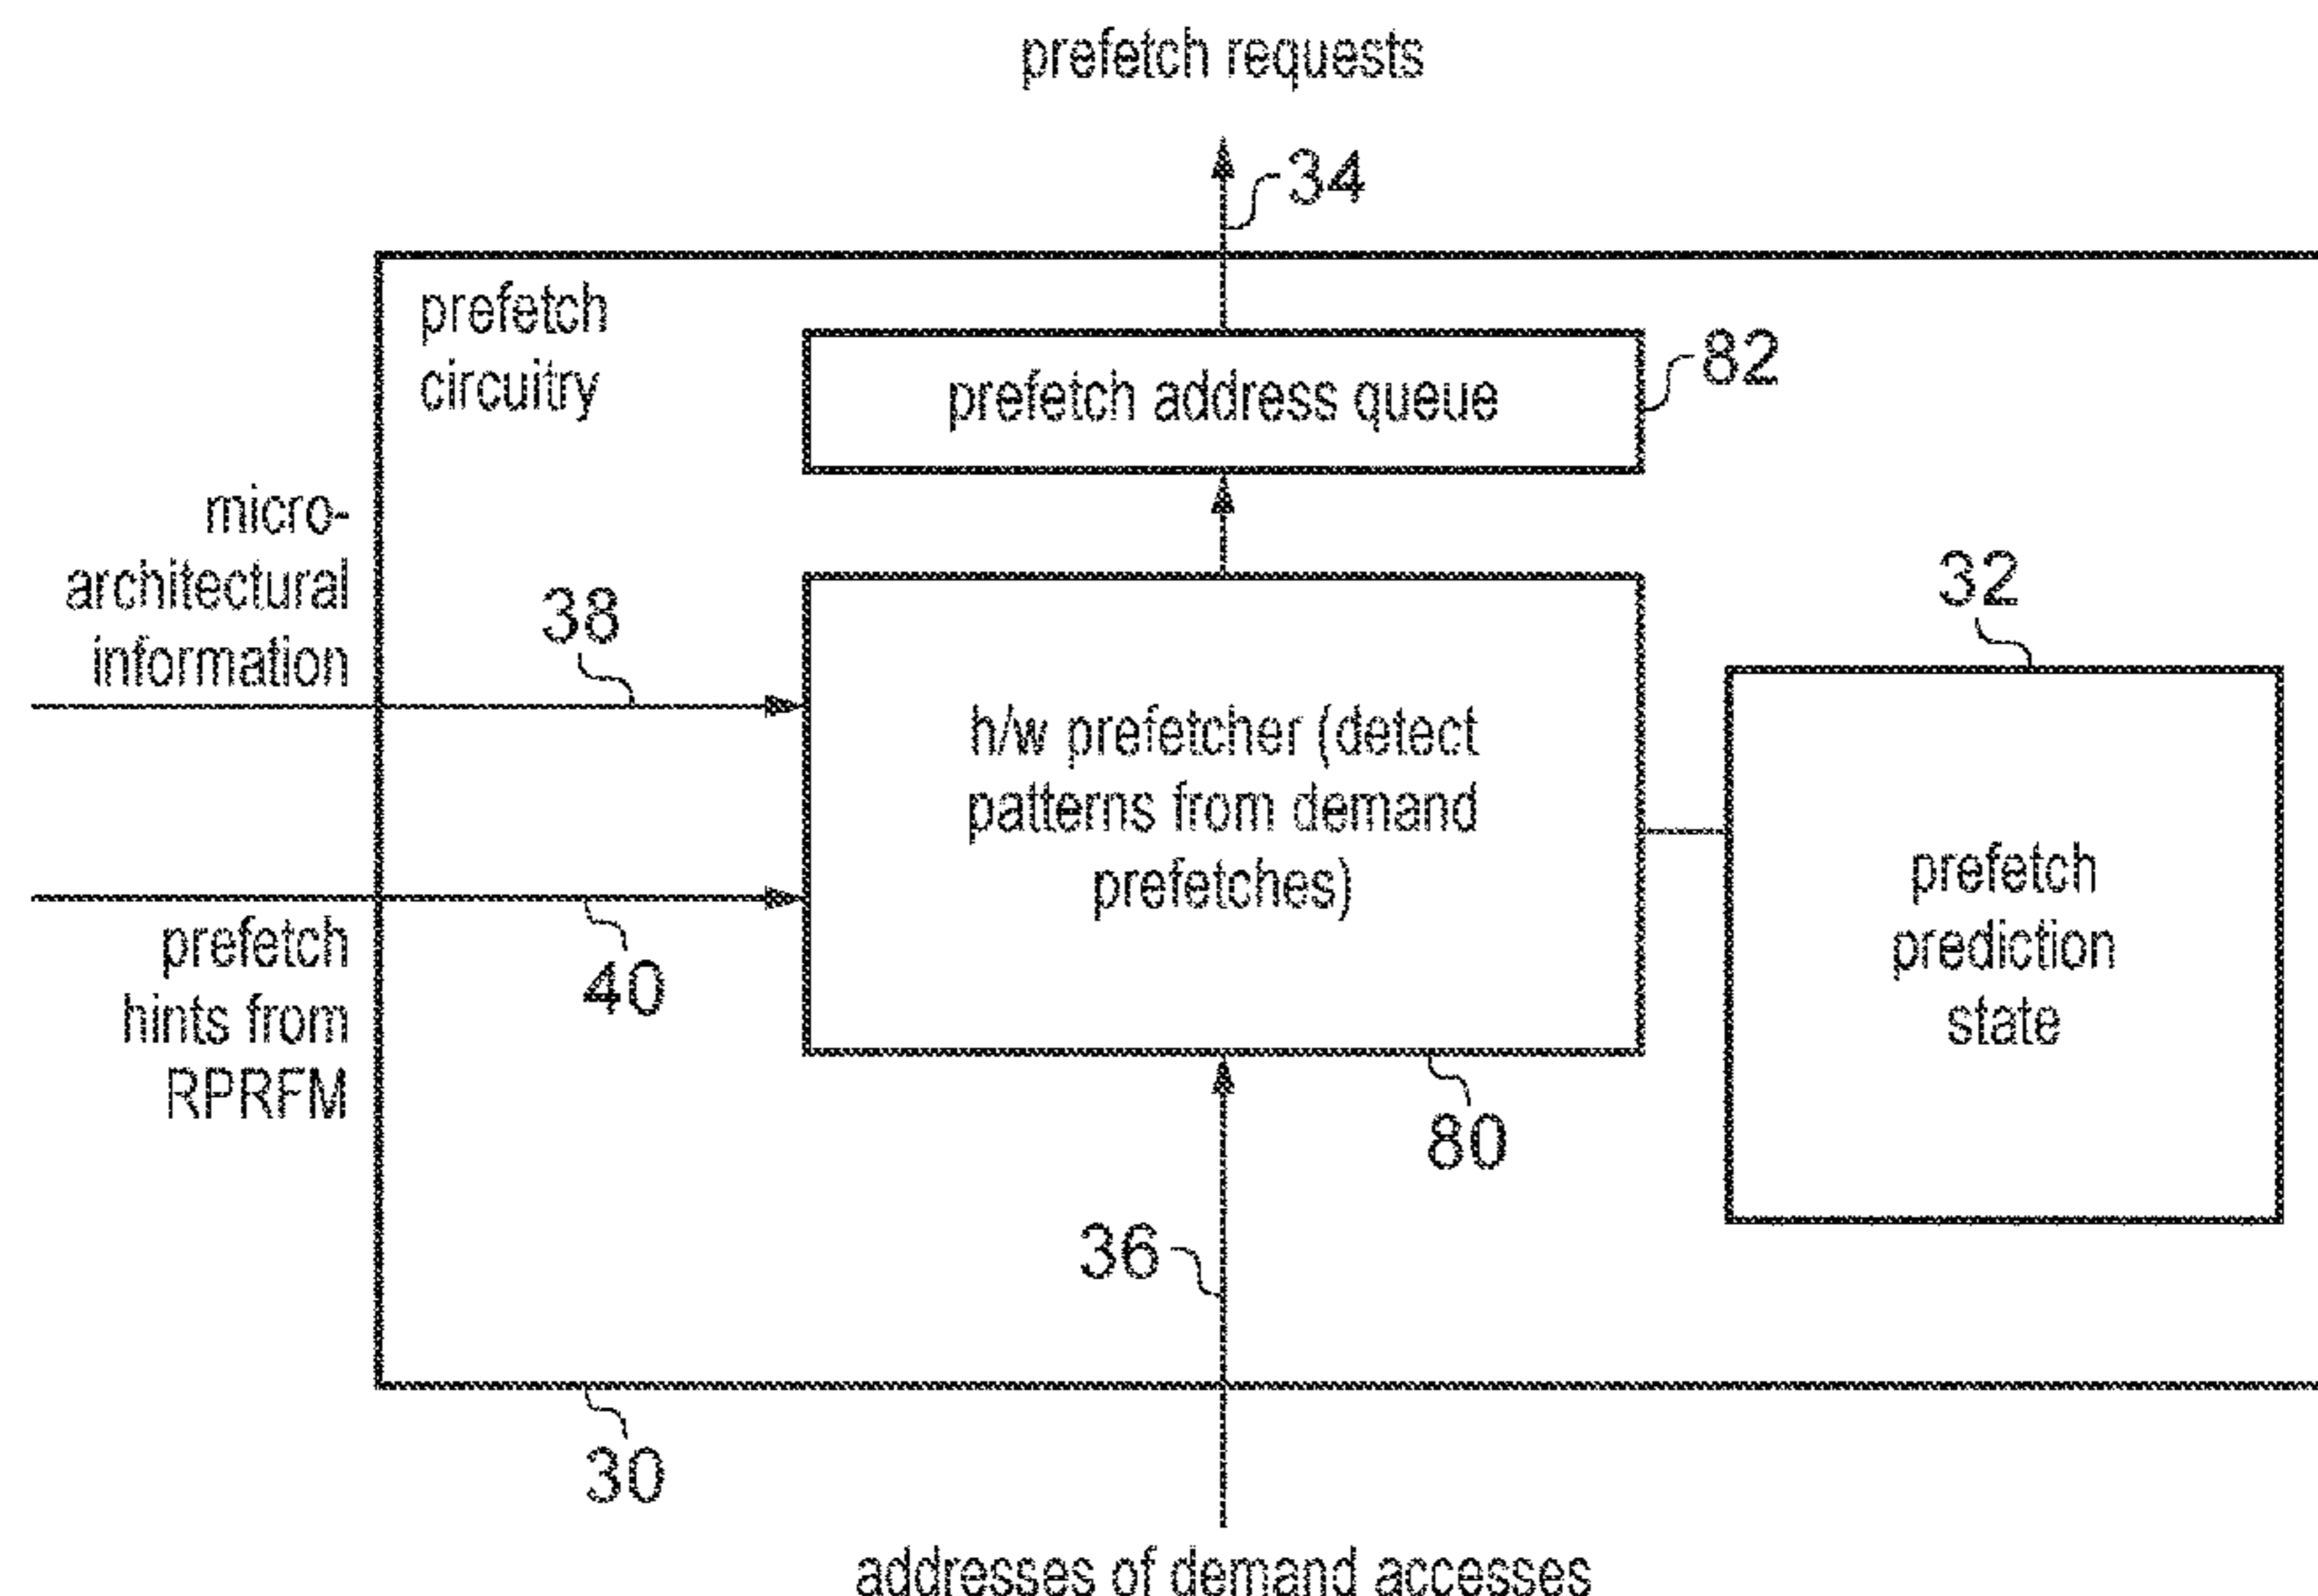 prefetch requests
34
prefetch
circuitry
prefetch address queue
82
micro-
architectural
information
38
32
h/w prefetcher (detect
patterns from demand
prefetches)
prefetch
prediction
state
prefetch
hints from
RPRFM
40
80
36
30
addresses of demand accesses